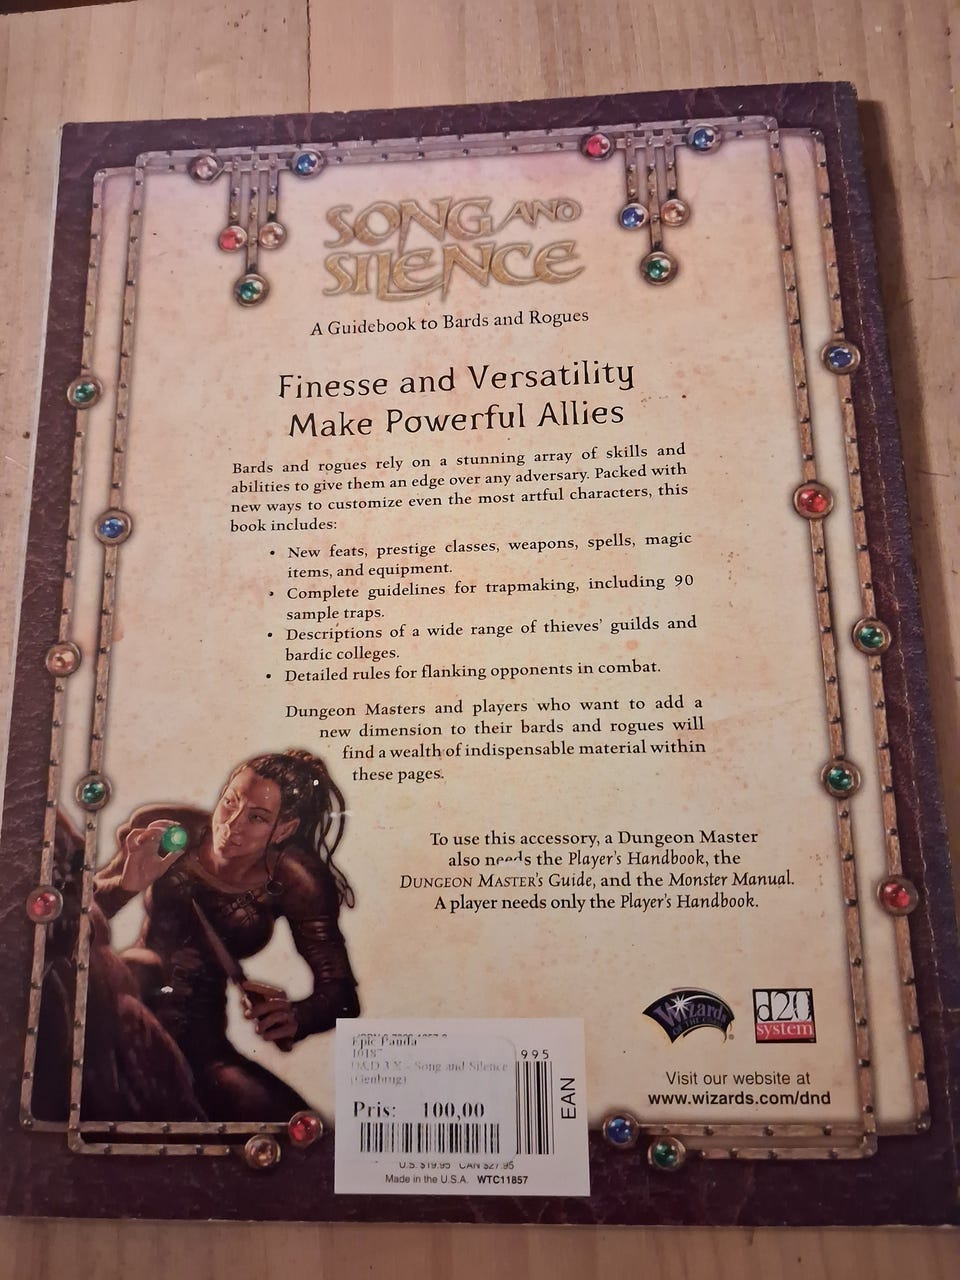 SONG AND
SILENCE
A Guidebook to Bards and Rogues
Finesse and Versatility
Make Powerful Allies
Bards and rogues rely on a stunning array of skills and
abilities to give them an edge over any adversary. Packed with
new ways to customize even the most artful characters, this
book includes:
• New feats, prestige classes, weapons, spells, magic
items, and equipment.
• Complete guidelines for trapmaking, including 90
sample traps.
• Descriptions of a wide range of thieves' guilds and
bardic colleges.
• Detailed rules for flanking opponents in combat.
Dungeon Masters and players who want to add a
new dimension to their bards and rogues will
find a wealth of indispensable material within
these pages.
To use this accessory, a Dungeon Master
also needs the Player's Handbook, the
DUNGEON MASTER'S Guide, and the Monster Manual.
A player needs only the Player's Handbook.
Wizards
OF THE COAST
d20
system
Visit our website at
www.wizards.com/dnd
Epic Panda
10187
D&D 3.X - Song and Silence
(Genbrug)
Pris: 100,00
995
EAN
U.S. $19.95 CAN $27.95
Made in the U.S.A. WTC11857